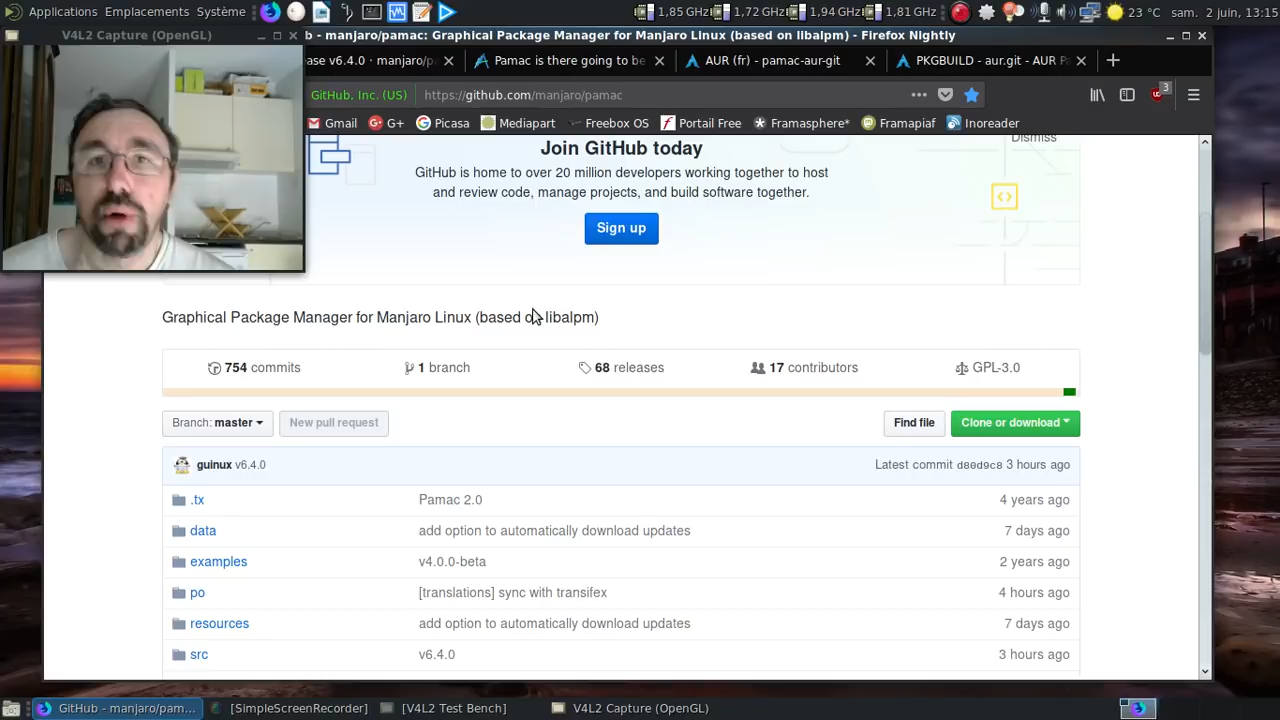 Applications Emplacements Système 1,85 GHz 1,72 GHz 1,94 GHz 1,81 GHz 23 °C sam. 2 juin, 13:15
V4L2 Capture (OpenGL)
b - manjaro/pamac: Graphical Package Manager for Manjaro Linux (based on libalpm) - Firefox Nightly
ease v6.4.0 · manjaro/pa
Pamac is there going to be
AUR (fr) - pamac-aur-git
PKGBUILD - aur.git - AUR Pa
GitHub, Inc. (US) https://github.com/manjaro/pamac 3
Gmail G+ Picasa Mediapart Freebox OS Portail Free Framasphere* Framapiaf Inoreader
Dismiss
Join GitHub today
GitHub is home to over 20 million developers working together to host
and review code, manage projects, and build software together.
Sign up
Graphical Package Manager for Manjaro Linux (based on libalpm)
754 commits 1 branch 68 releases 17 contributors GPL-3.0
Branch: master New pull request Find file Clone or download
guinux v6.4.0 Latest commit d80d9c8 3 hours ago
.tx Pamac 2.0 4 years ago
data add option to automatically download updates 7 days ago
examples v4.0.0-beta 2 years ago
po [translations] sync with transifex 4 hours ago
resources add option to automatically download updates 7 days ago
src v6.4.0 3 hours ago
GitHub - manjaro/pam... [SimpleScreenRecorder] [V4L2 Test Bench] V4L2 Capture (OpenGL)